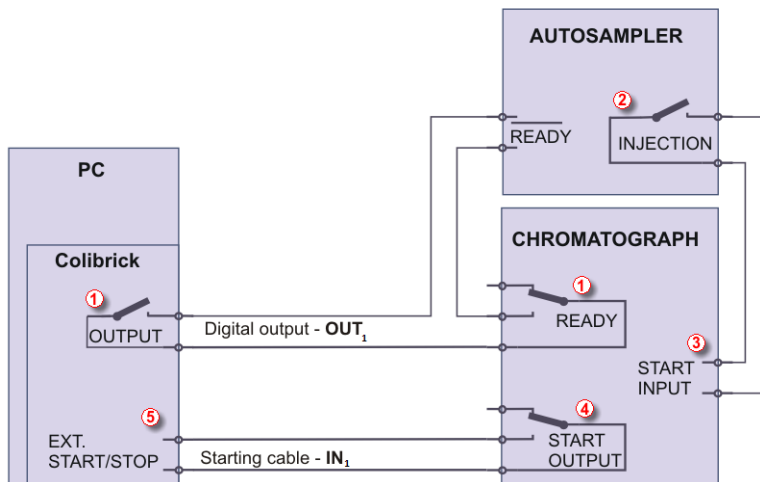 AUTOSAMPLER
2
READY
INJECTION
PC
CHROMATOGRAPH
Colibrick
1
1
OUTPUT
Digital output - OUT₁
READY
3
START
INPUT
4
5
EXT.
START/STOP
Starting cable - IN₁
START
OUTPUT